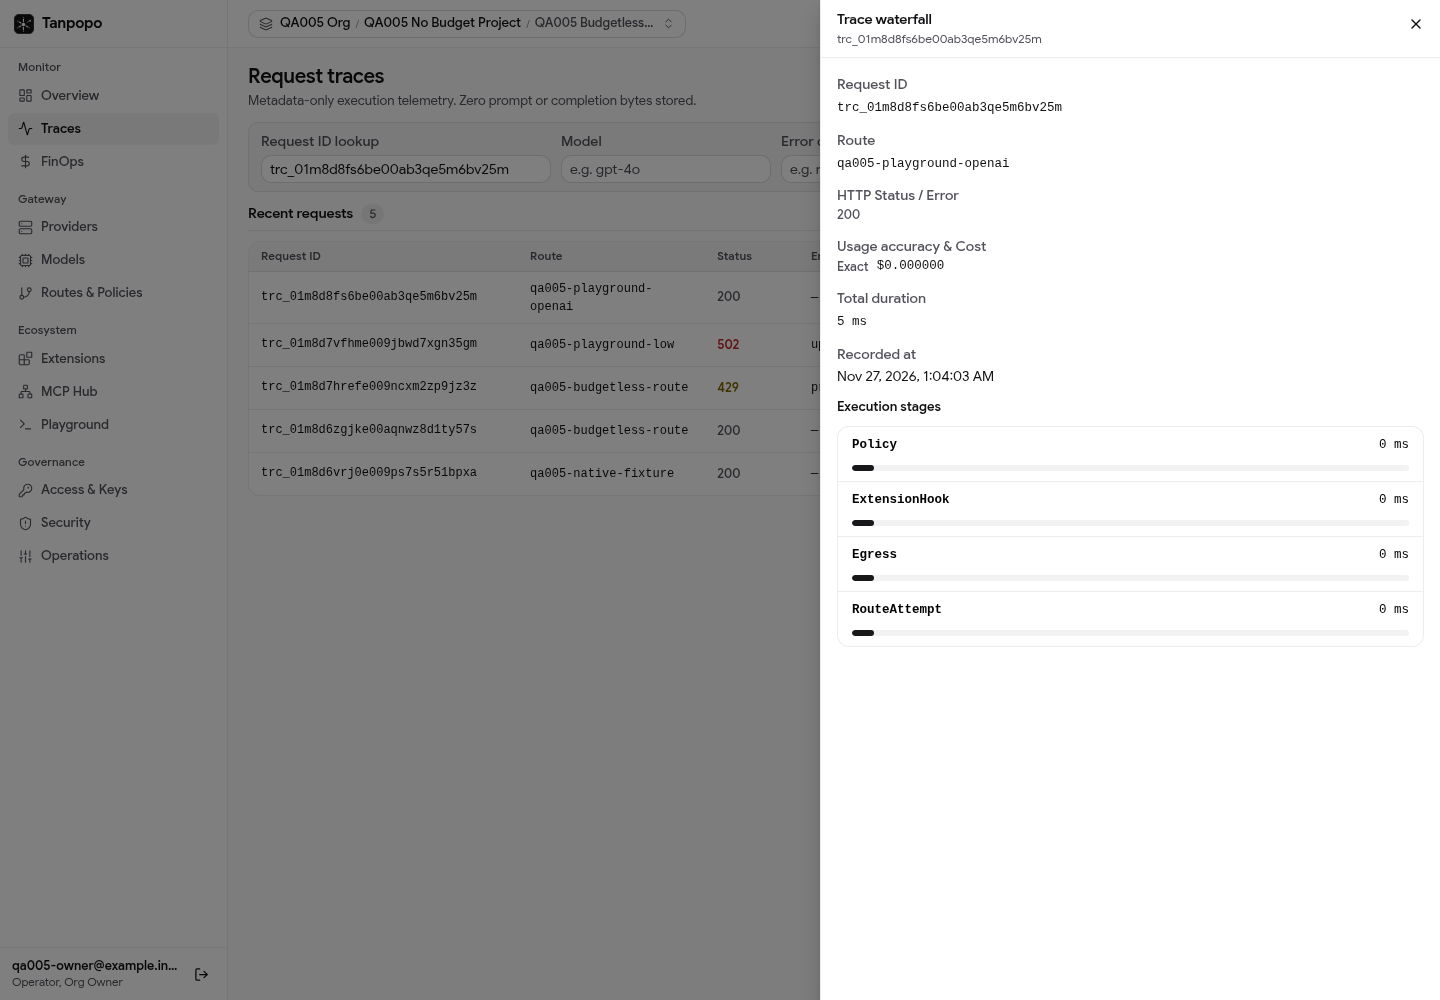 Tanpopo
Monitor
Overview
Traces
FinOps
Gateway
Providers
Models
Routes & Policies
Ecosystem
Extensions
MCP Hub
Playground
Governance
Access & Keys
Security
Operations
qa005-owner@example.in...
Operator, Org Owner
QA005 Org / QA005 No Budget Project / QA005 Budgetless...
Request traces
Metadata-only execution telemetry. Zero prompt or completion bytes stored.
Request ID lookup Model Error
trc_01m8d8fs6be00ab3qe5m6bv25m e.g. gpt-4o e.g.
Recent requests 5
Request ID Route Status
trc_01m8d8fs6be00ab3qe5m6bv25m qa005-playground-openai 200 —
trc_01m8d7vfhme009jbwd7xgn35gm qa005-playground-low 502
trc_01m8d7hrefe009ncxm2zp9jz3z qa005-budgetless-route 429
trc_01m8d6zgjke00aqnwz8d1ty57s qa005-budgetless-route 200 —
trc_01m8d6vrj0e009ps7s5r51bpxa qa005-native-fixture 200 —
Trace waterfall
trc_01m8d8fs6be00ab3qe5m6bv25m
Request ID
trc_01m8d8fs6be00ab3qe5m6bv25m
Route
qa005-playground-openai
HTTP Status / Error
200
Usage accuracy & Cost
Exact $0.000000
Total duration
5 ms
Recorded at
Nov 27, 2026, 1:04:03 AM
Execution stages
Policy 0 ms
ExtensionHook 0 ms
Egress 0 ms
RouteAttempt 0 ms